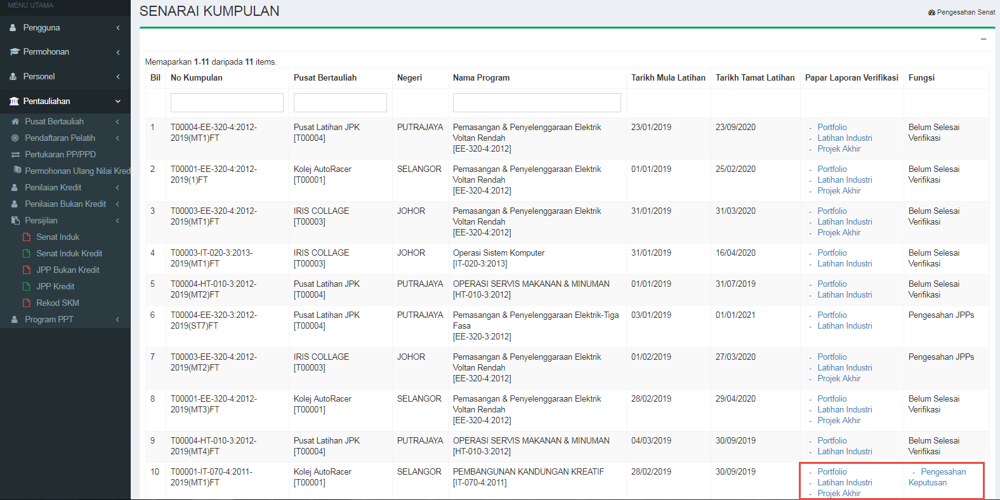 MENU UTAMA
Pengguna
Permohonan
Personel
Pentauliahan
Pusat Bertauliah
Pendaftaran Pelatih
Pertukaran PP/PPD
Permohonan Ulang Nilai Kred
Penilaian Kredit
Penilaian Bukan Kredit
Persijilan
Senat Induk
Senat Induk Kredit
JPP Bukan Kredit
JPP Kredit
Rekod SKM
Program PPT
SENARAI KUMPULAN
Pengesahan Senat
Memaparkan 1-11 daripada 11 items.
Bil No Kumpulan Pusat Bertauliah Negeri Nama Program Tarikh Mula Latihan Tarikh Tamat Latihan Papar Laporan Verifikasi Fungsi
1 T00004-EE-320-4:2012- Pusat Latihan JPK PUTRAJAYA Pemasangan & Penyelenggaraan Elektrik 23/01/2019 23/09/2020 - Portfolio Belum Selesai
2019(MT1)FT [T00004] Voltan Rendah - Latihan Industri Verifikasi
[EE-320-4:2012] - Projek Akhir
2 T00001-EE-320-4:2012- Kolej AutoRacer SELANGOR Pemasangan & Penyelenggaraan Elektrik 01/01/2019 25/02/2020 - Portfolio Belum Selesai
2019(1)FT [T00001] Voltan Rendah - Latihan Industri Verifikasi
[EE-320-4:2012] - Projek Akhir
3 T00003-EE-320-4:2012- IRIS COLLAGE JOHOR Pemasangan & Penyelenggaraan Elektrik 31/01/2019 31/03/2020 - Portfolio Belum Selesai
2019(MT1)FT [T00003] Voltan Rendah - Latihan Industri Verifikasi
[EE-320-4:2012] - Projek Akhir
4 T00003-IT-020-3:2013- IRIS COLLAGE JOHOR Operasi Sistem Komputer 31/01/2019 16/04/2020 - Portfolio Belum Selesai
2019(MT1)FT [T00003] [IT-020-3:2013] - Latihan Industri Verifikasi
5 T00004-HT-010-3:2012- Pusat Latihan JPK PUTRAJAYA OPERASI SERVIS MAKANAN & MINUMAN 01/01/2019 31/07/2019 - Portfolio Belum Selesai
2019(MT2)FT [T00004] [HT-010-3:2012] - Latihan Industri Verifikasi
6 T00004-EE-320-3:2012- Pusat Latihan JPK PUTRAJAYA Pemasangan & Penyelenggaraan Elektrik-Tiga 03/01/2019 01/01/2021 - Portfolio Pengesahan JPPs
2019(ST7)FT [T00004] Fasa - Latihan Industri
[EE-320-3:2012]
7 T00003-EE-320-4:2012- IRIS COLLAGE JOHOR Pemasangan & Penyelenggaraan Elektrik 01/02/2019 27/03/2020 - Portfolio Pengesahan JPPs
2019(MT2)FT [T00003] Voltan Rendah - Latihan Industri
[EE-320-4:2012] - Projek Akhir
8 T00001-EE-320-4:2012- Kolej AutoRacer SELANGOR Pemasangan & Penyelenggaraan Elektrik 28/02/2019 29/04/2020 - Portfolio Belum Selesai
2019(MT3)FT [T00001] Voltan Rendah - Latihan Industri Verifikasi
[EE-320-4:2012] - Projek Akhir
9 T00004-HT-010-3:2012- Pusat Latihan JPK PUTRAJAYA OPERASI SERVIS MAKANAN & MINUMAN 04/03/2019 30/09/2019 - Portfolio Belum Selesai
2019(MT4)FT [T00004] [HT-010-3:2012] - Latihan Industri Verifikasi
10 T00001-IT-070-4:2011- Kolej AutoRacer SELANGOR PEMBANGUNAN KANDUNGAN KREATIF 28/02/2019 30/09/2019 - Portfolio - Pengesahan
2019(MT1)FT [T00001] [IT-070-4:2011] - Latihan Industri Keputusan
- Projek Akhir